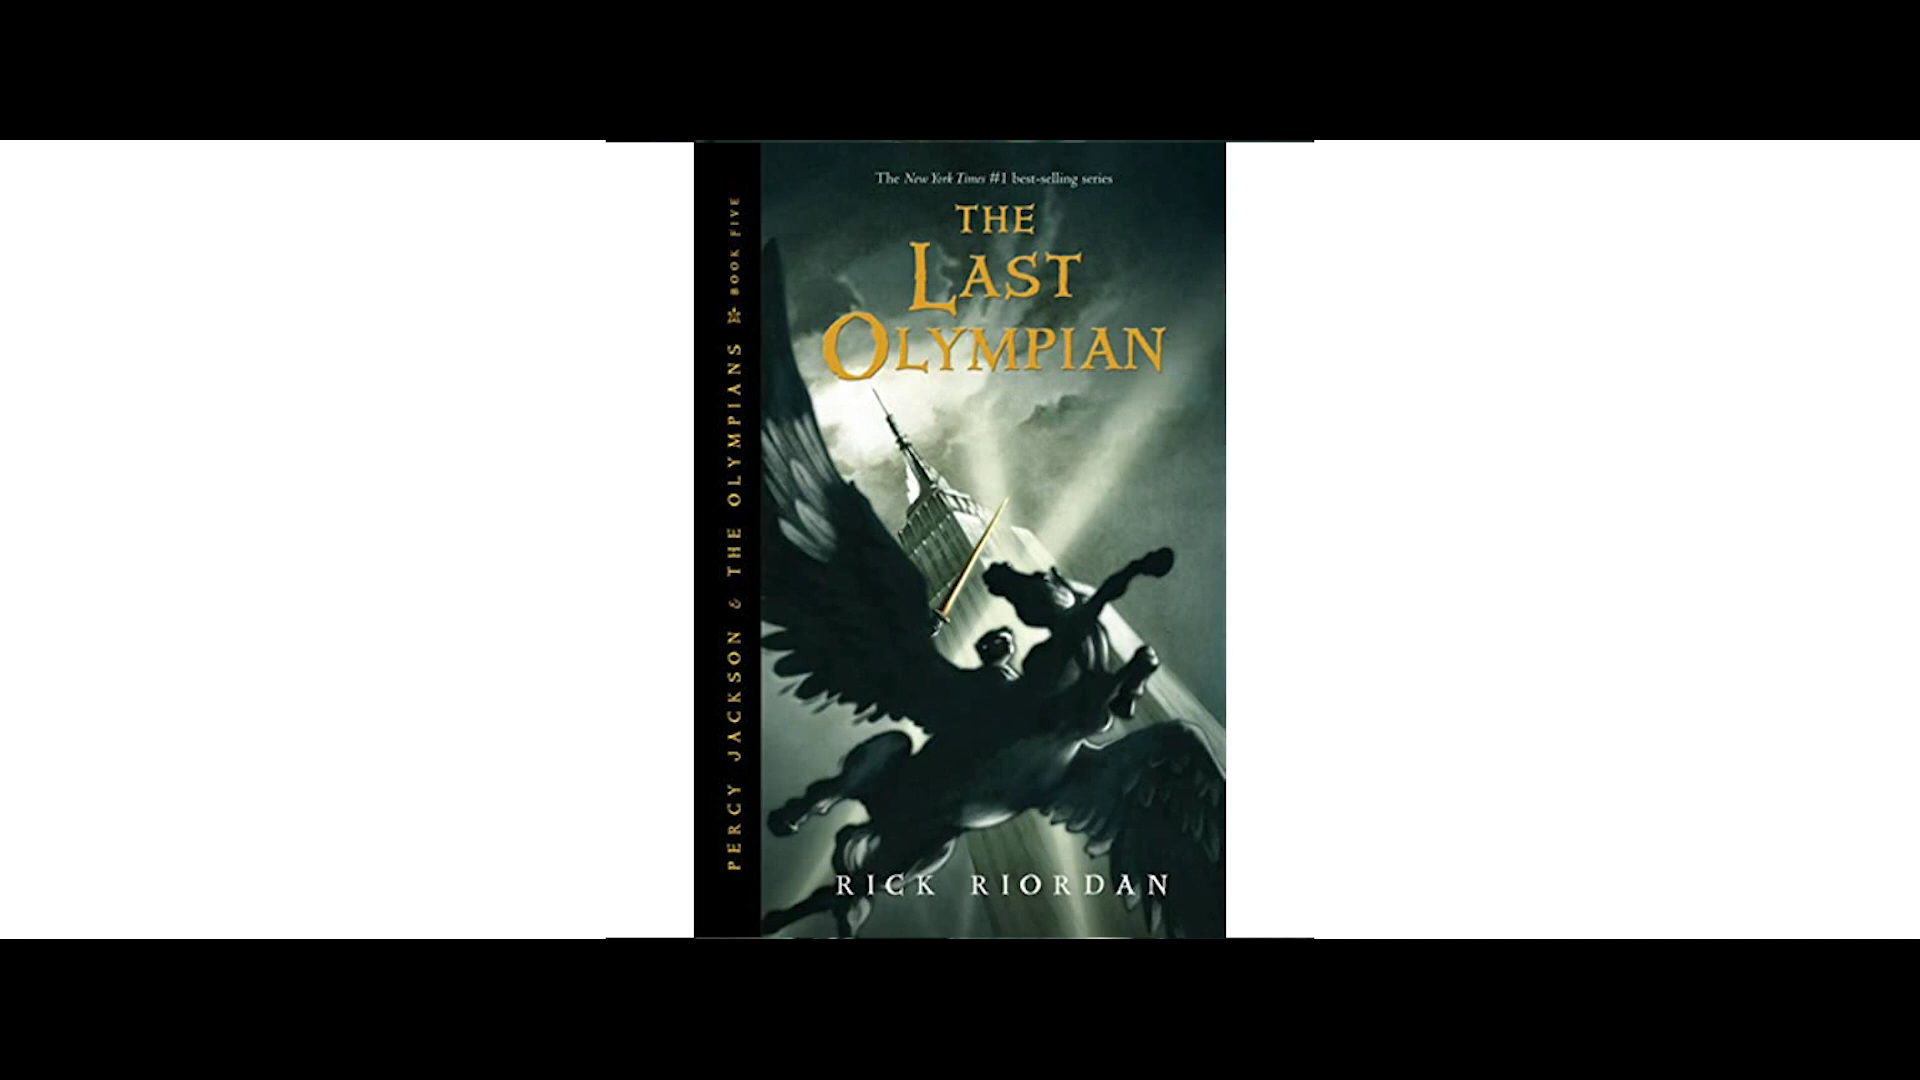 The New York Times #1 best-selling series
THE
LAST
OLYMPIAN
PERCY JACKSON & THE OLYMPIANS BOOK FIVE
RICK RIORDAN